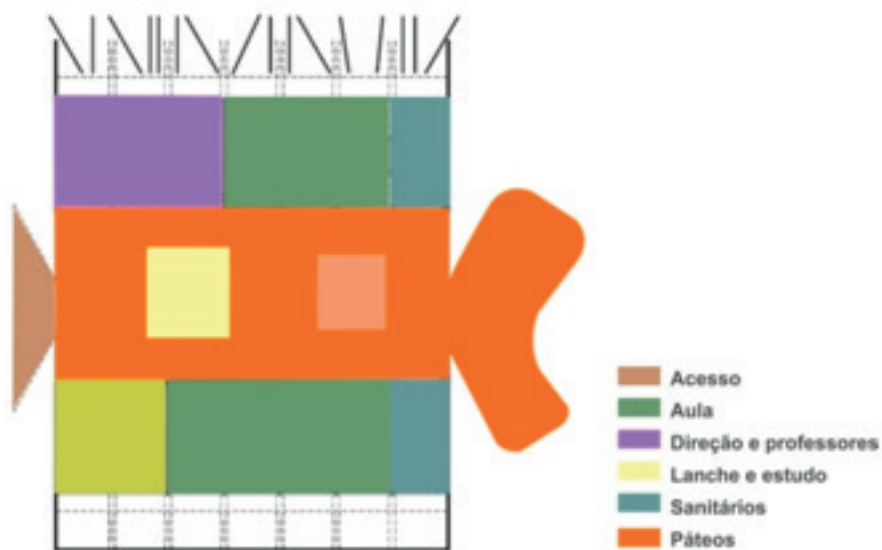 Acesso
Aula
Direção e professores
Lanche e estudo
Sanitários
Páteos